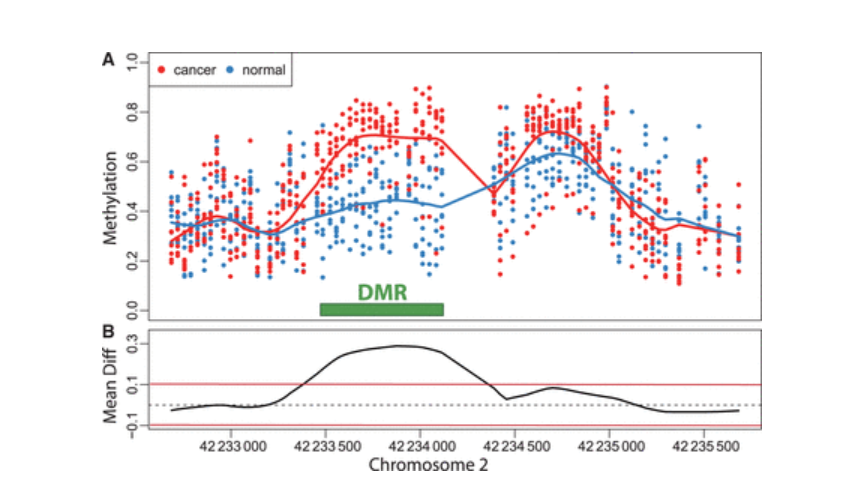 A
cancer normal
1.0
0.8
0.6
0.4
0.2
0.0
Methylation
DMR
B
0.3
0.1
−0.1
Mean Diff
42 233 000 42 233 500 42 234 000 42 234 500 42 235 000 42 235 500
Chromosome 2